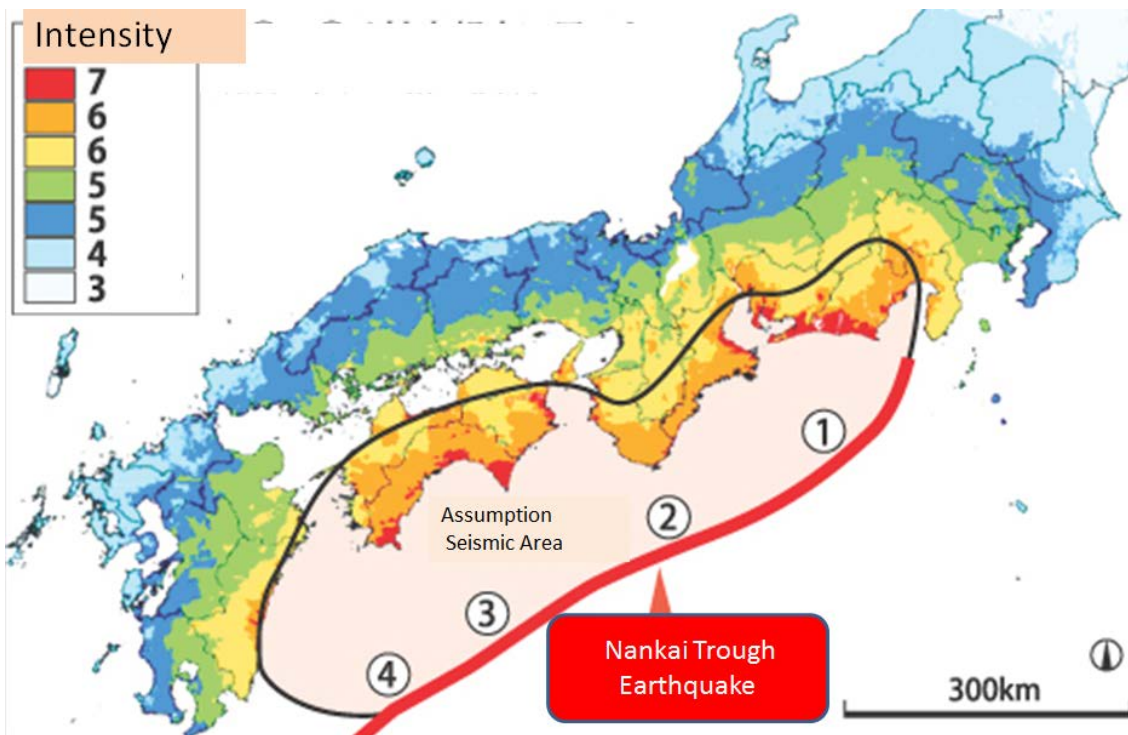 Intensity
7
6
6
5
5
4
3
①
②
Assumption
Seismic Area
③
④
Nankai Trough
Earthquake
300km